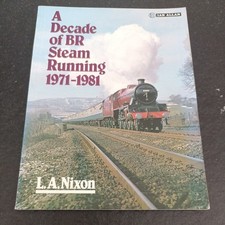 A
Decade
of BR
Steam
Running
1971-1981
IAN ALLAN
L.A. Nixon